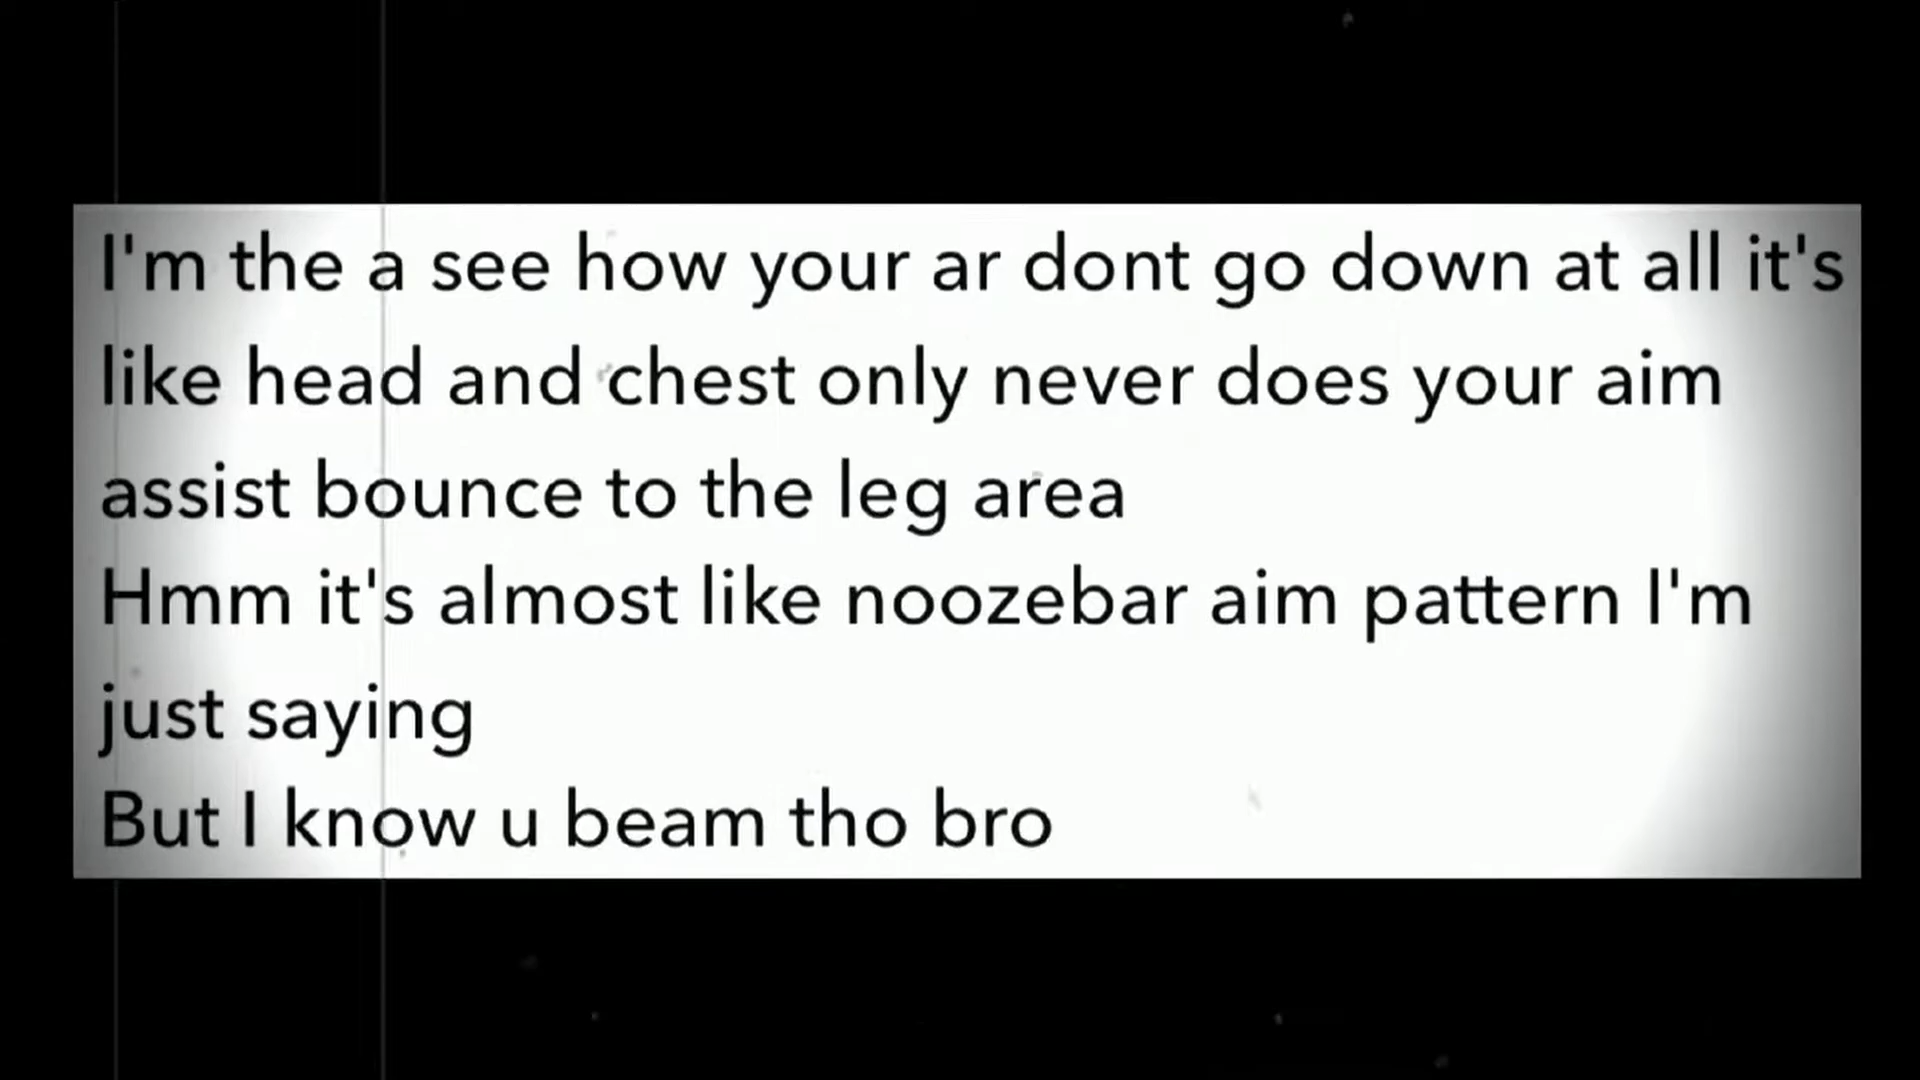 I'm the a see how your ar dont go down at all it's
like head and chest only never does your aim
assist bounce to the leg area
Hmm it's almost like noozebar aim pattern I'm
just saying
But I know u beam tho bro